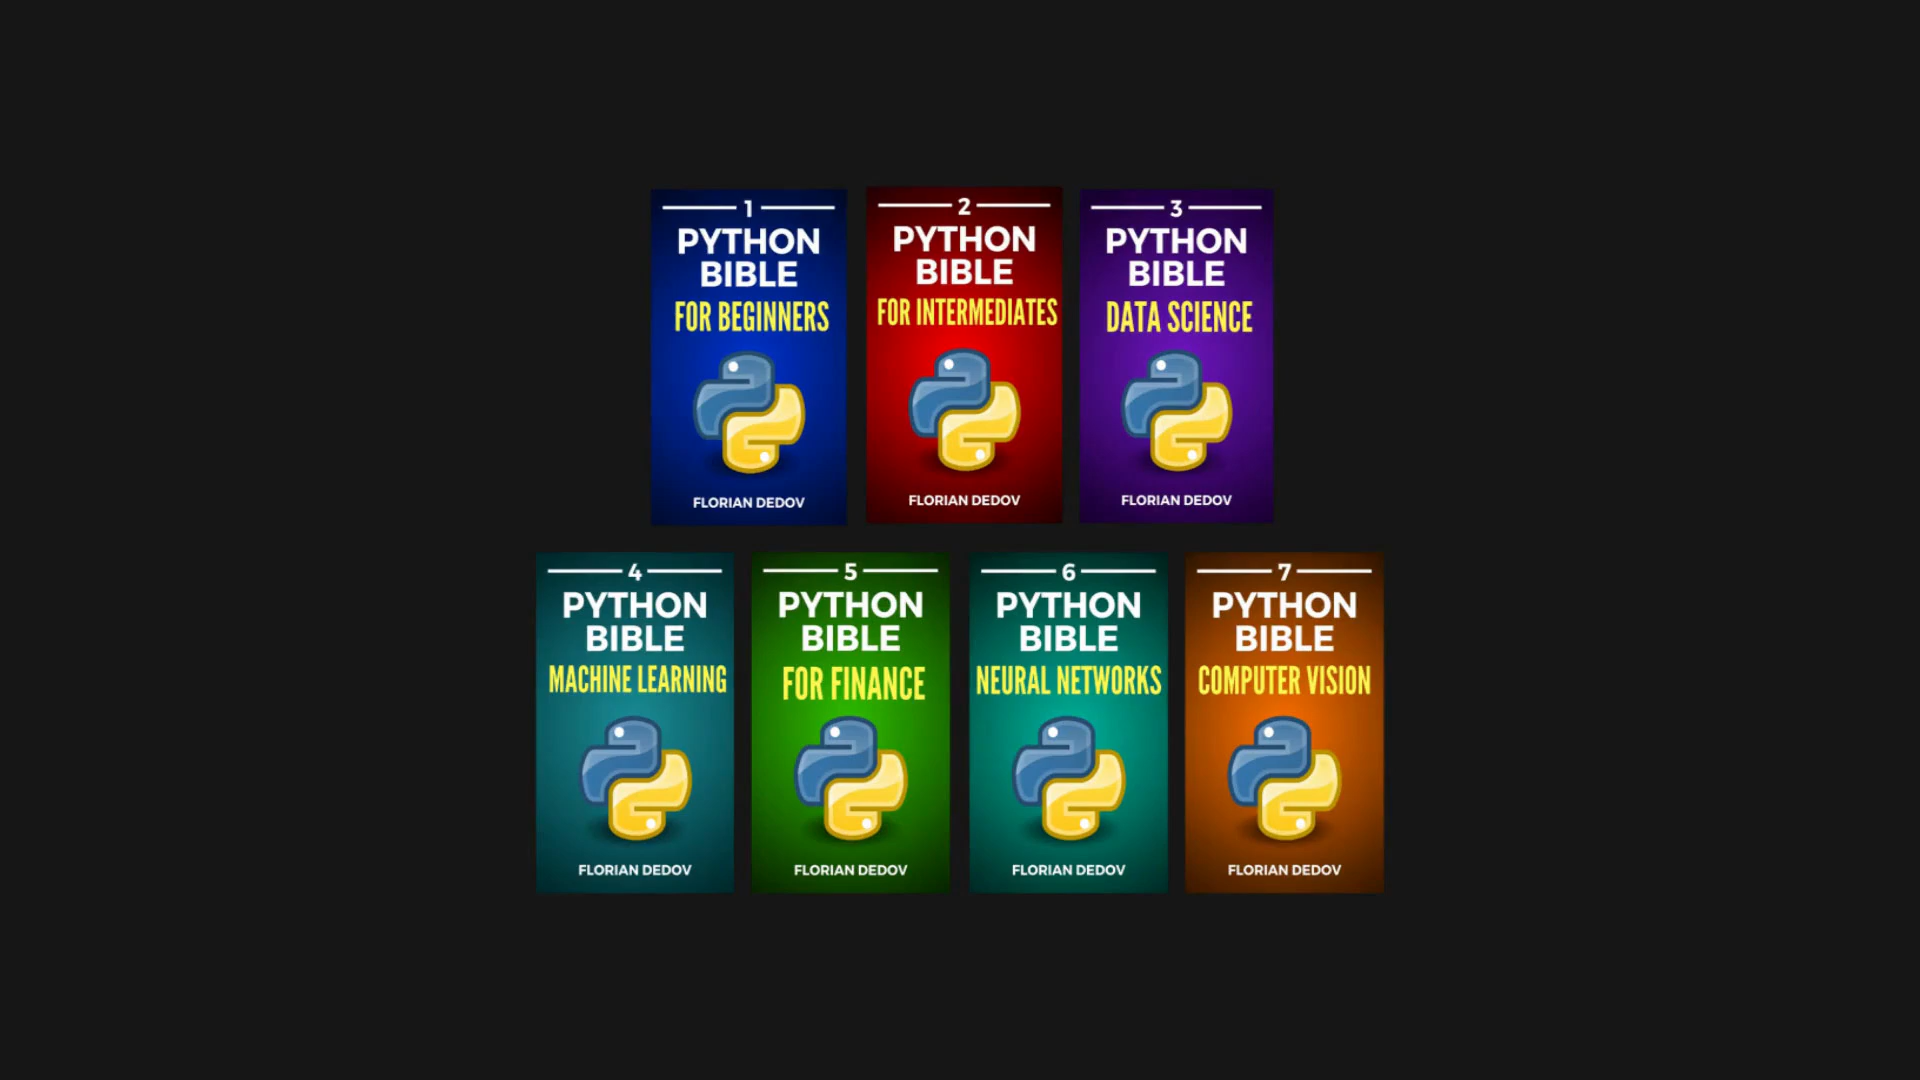 1
PYTHON
BIBLE
FOR BEGINNERS
FLORIAN DEDOV
2
PYTHON
BIBLE
FOR INTERMEDIATES
FLORIAN DEDOV
3
PYTHON
BIBLE
DATA SCIENCE
FLORIAN DEDOV
4
PYTHON
BIBLE
MACHINE LEARNING
FLORIAN DEDOV
5
PYTHON
BIBLE
FOR FINANCE
FLORIAN DEDOV
6
PYTHON
BIBLE
NEURAL NETWORKS
FLORIAN DEDOV
7
PYTHON
BIBLE
COMPUTER VISION
FLORIAN DEDOV